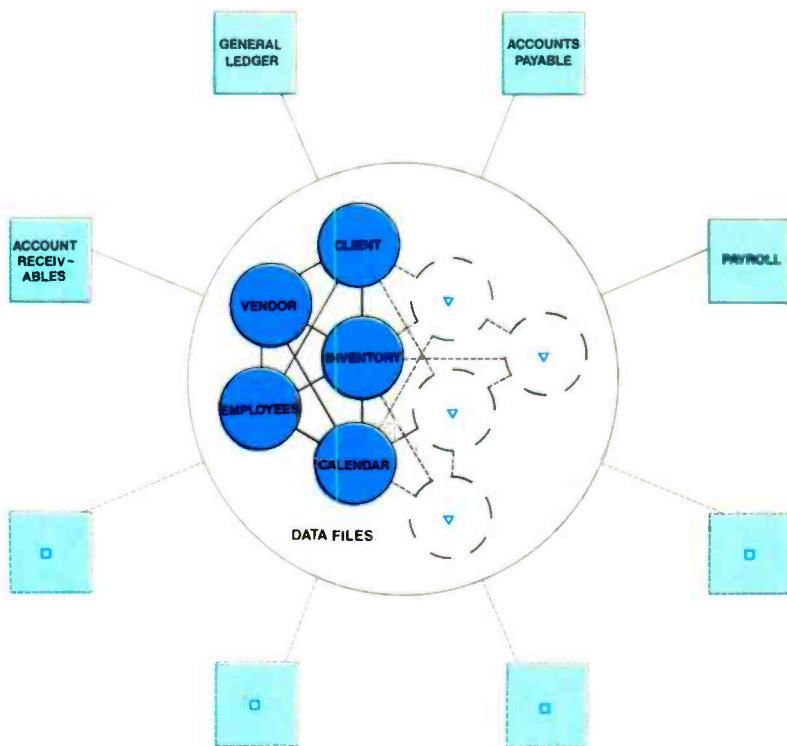 GENERAL
LEDGER
ACCOUNTS
PAYABLE
ACCOUNT
RECEIV-
ABLES
PAYROLL
CLIENT
VENDOR
INVENTORY
EMPLOYEES
CALENDAR
DATA FILES